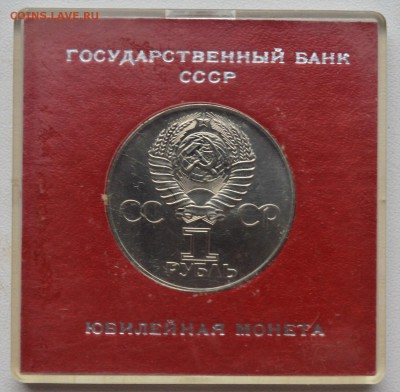 COINS.LAVE.RU
ГОСУДАРСТВЕННЫЙ БАНК
СССР
СС СР
1
РУБЛЬ
ЮБИЛЕЙНАЯ МОНЕТА